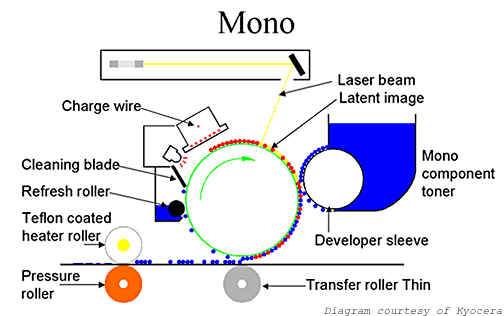 Mono
Laser beam
Latent image
Charge wire
Cleaning blade
Refresh roller
Teflon coated
heater roller
Pressure
roller
Mono
component
toner
Developer sleeve
Transfer roller Thin
Diagram courtesy of Kyocera